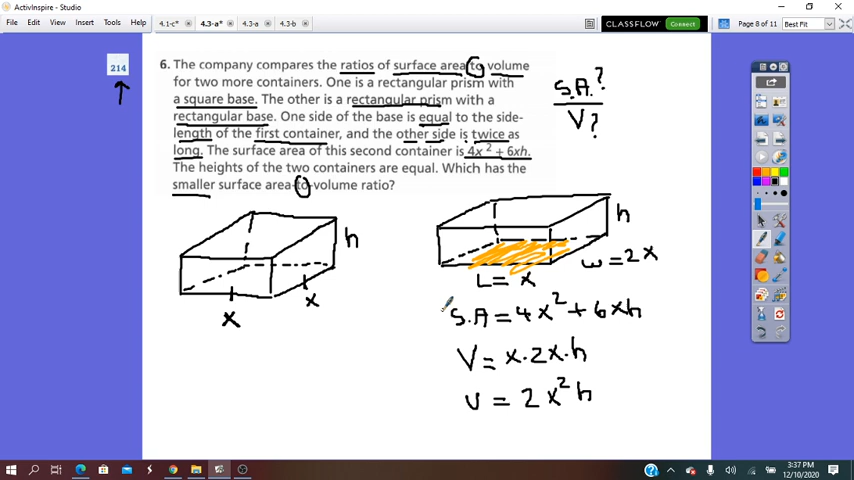 ActivInspire - Studio
File Edit View Insert Tools Help
4.1-c* 4.3-a* 4.3-a 4.3-b
CLASSFLOW Connect Page 8 of 11 Best Fit
214
6. The company compares the ratios of surface area to volume
for two more containers. One is a rectangular prism with
a square base. The other is a rectangular prism with a
rectangular base. One side of the base is equal to the side-
length of the first container, and the other side is twice as
long. The surface area of this second container is 4x² + 6xh.
The heights of the two containers are equal. Which has the
smaller surface area-to-volume ratio?
S.A.?
V?
h
x
x
h
w = 2x
L = x
S.A = 4x² + 6xh
V = x·2x·h
V = 2x²h
3:37 PM
12/10/2020